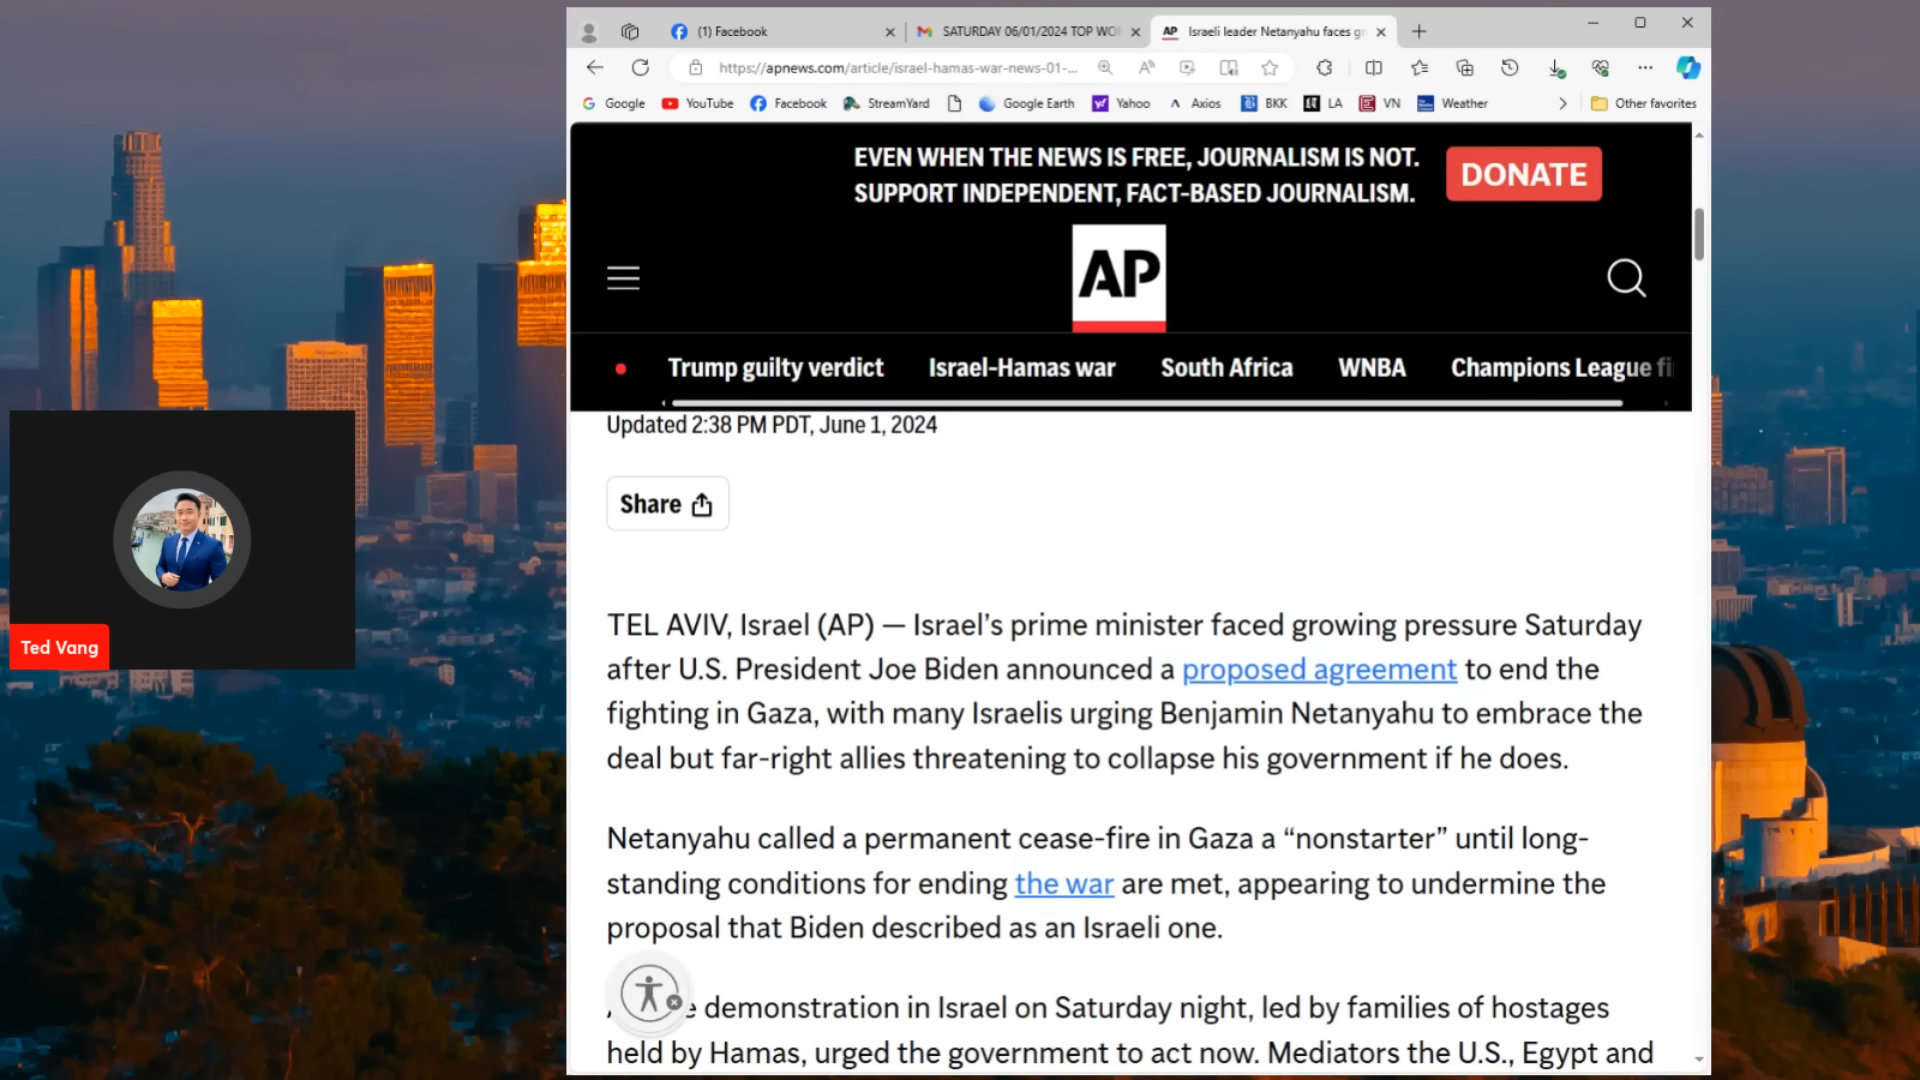 (1) Facebook
SATURDAY 06/01/2024 TOP WO
AP Israeli leader Netanyahu faces g
https://apnews.com/article/israel-hamas-war-news-01-...
Google YouTube Facebook StreamYard Google Earth Yahoo Axios BKK LA VN Weather Other favorites
EVEN WHEN THE NEWS IS FREE, JOURNALISM IS NOT.
SUPPORT INDEPENDENT, FACT-BASED JOURNALISM.
DONATE
AP
Trump guilty verdict Israel-Hamas war South Africa WNBA Champions League fi
Updated 2:38 PM PDT, June 1, 2024
Share
TEL AVIV, Israel (AP) — Israel’s prime minister faced growing pressure Saturday
after U.S. President Joe Biden announced a proposed agreement to end the
fighting in Gaza, with many Israelis urging Benjamin Netanyahu to embrace the
deal but far-right allies threatening to collapse his government if he does.
Netanyahu called a permanent cease-fire in Gaza a “nonstarter” until long-
standing conditions for ending the war are met, appearing to undermine the
proposal that Biden described as an Israeli one.
demonstration in Israel on Saturday night, led by families of hostages
held by Hamas, urged the government to act now. Mediators the U.S., Egypt and
Ted Vang